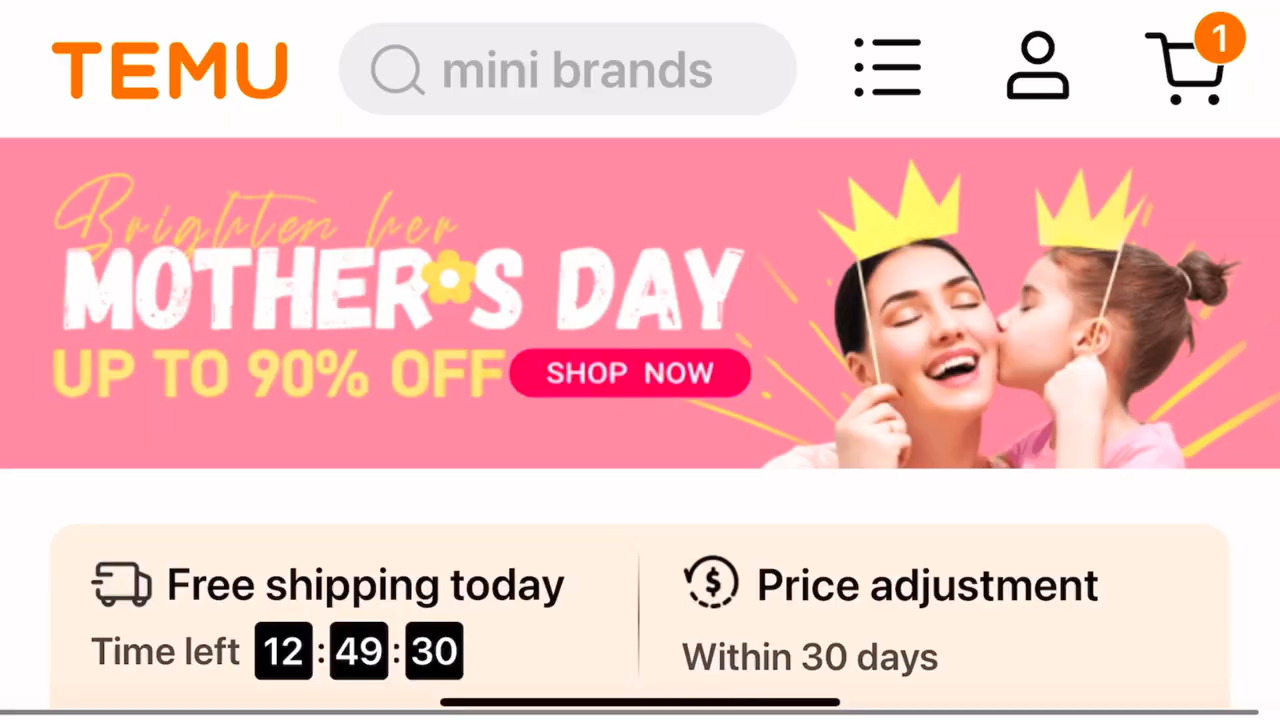 TEMU
mini brands
1
Brighten her
MOTHER'S DAY
UP TO 90% OFF
SHOP NOW
Free shipping today
Time left 12:49:30
Price adjustment
Within 30 days